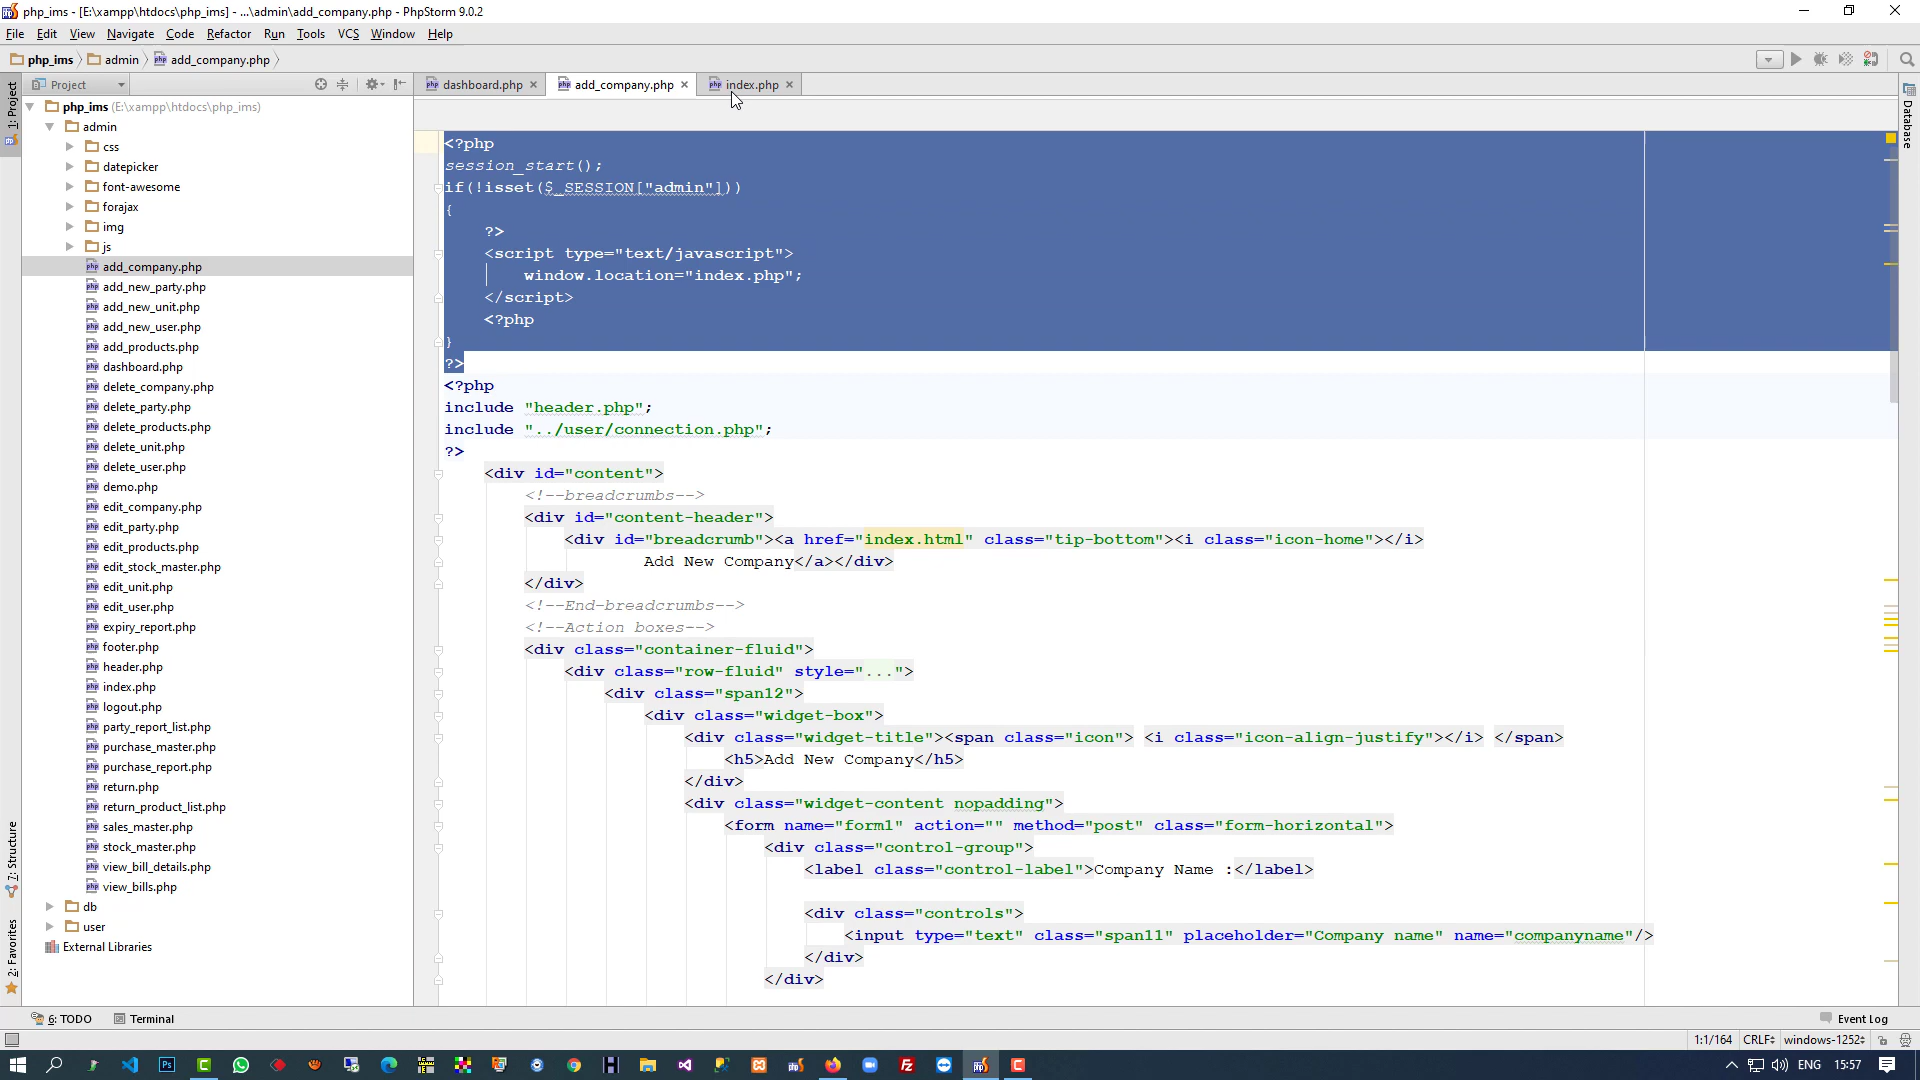 php_ims - [E:\xampp\htdocs\php_ims] - ...\admin\add_company.php - PhpStorm 9.0.2
File Edit View Navigate Code Refactor Run Tools VCS Window Help
php_ims admin add_company.php
Project
dashboard.php add_company.php index.php
1: Project
7: Structure
2: Favorites
Database
php_ims (E:\xampp\htdocs\php_ims)
admin
css
datepicker
font-awesome
forajax
img
js
add_company.php
add_new_party.php
add_new_unit.php
add_new_user.php
add_products.php
dashboard.php
delete_company.php
delete_party.php
delete_products.php
delete_unit.php
delete_user.php
demo.php
edit_company.php
edit_party.php
edit_products.php
edit_stock_master.php
edit_unit.php
edit_user.php
expiry_report.php
footer.php
header.php
index.php
logout.php
party_report_list.php
purchase_master.php
purchase_report.php
return.php
return_product_list.php
sales_master.php
stock_master.php
view_bill_details.php
view_bills.php
db
user
External Libraries
<?php
session_start();
if(!isset($_SESSION["admin"]))
{
?>
<script type="text/javascript">
window.location="index.php";
</script>
<?php
}
?>
<?php
include "header.php";
include "../user/connection.php";
?>
<div id="content">
<!--breadcrumbs-->
<div id="content-header">
<div id="breadcrumb"><a href="index.html" class="tip-bottom"><i class="icon-home"></i>
Add New Company</a></div>
</div>
<!--End-breadcrumbs-->
<!--Action boxes-->
<div class="container-fluid">
<div class="row-fluid" style="...">
<div class="span12">
<div class="widget-box">
<div class="widget-title"><span class="icon"> <i class="icon-align-justify"></i> </span>
<h5>Add New Company</h5>
</div>
<div class="widget-content nopadding">
<form name="form1" action="" method="post" class="form-horizontal">
<div class="control-group">
<label class="control-label">Company Name :</label>
<div class="controls">
<input type="text" class="span11" placeholder="Company name" name="companyname"/>
</div>
</div>
6: TODO Terminal Event Log
1:1/164 CRLF windows-1252
ENG 15:57